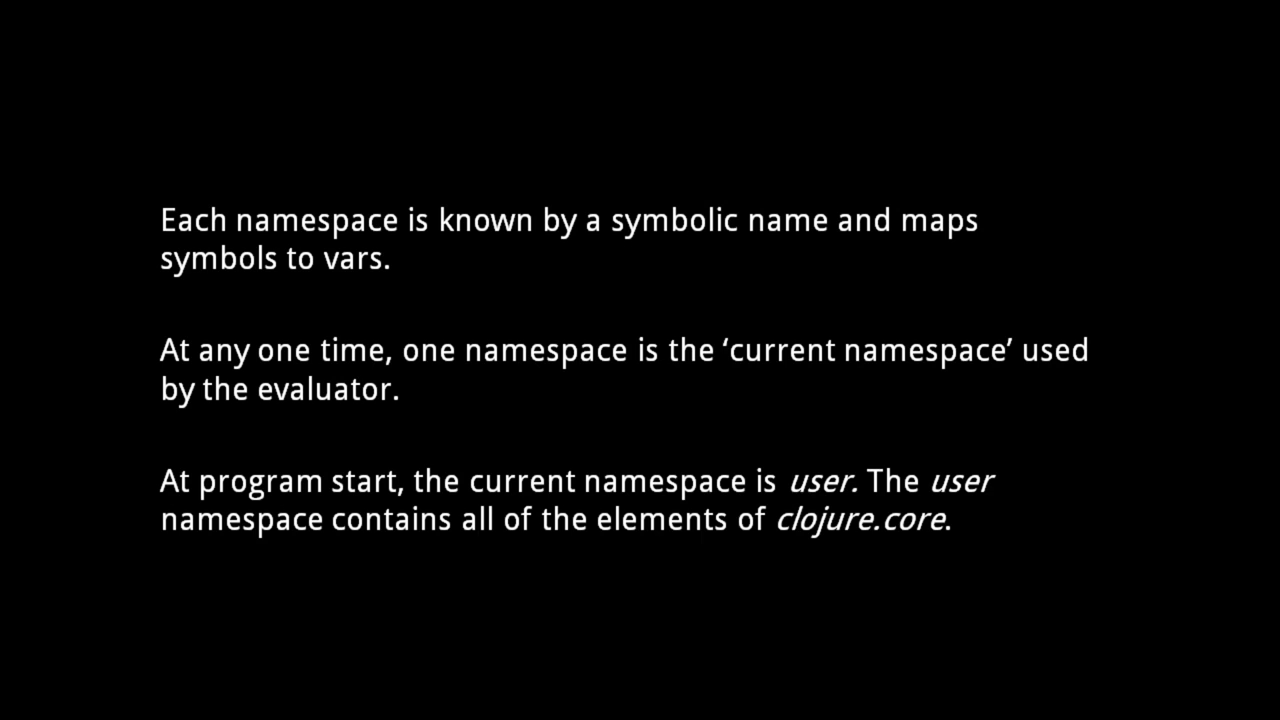 Each namespace is known by a symbolic name and maps
symbols to vars.
At any one time, one namespace is the ‘current namespace’ used
by the evaluator.
At program start, the current namespace is user. The user
namespace contains all of the elements of clojure.core.